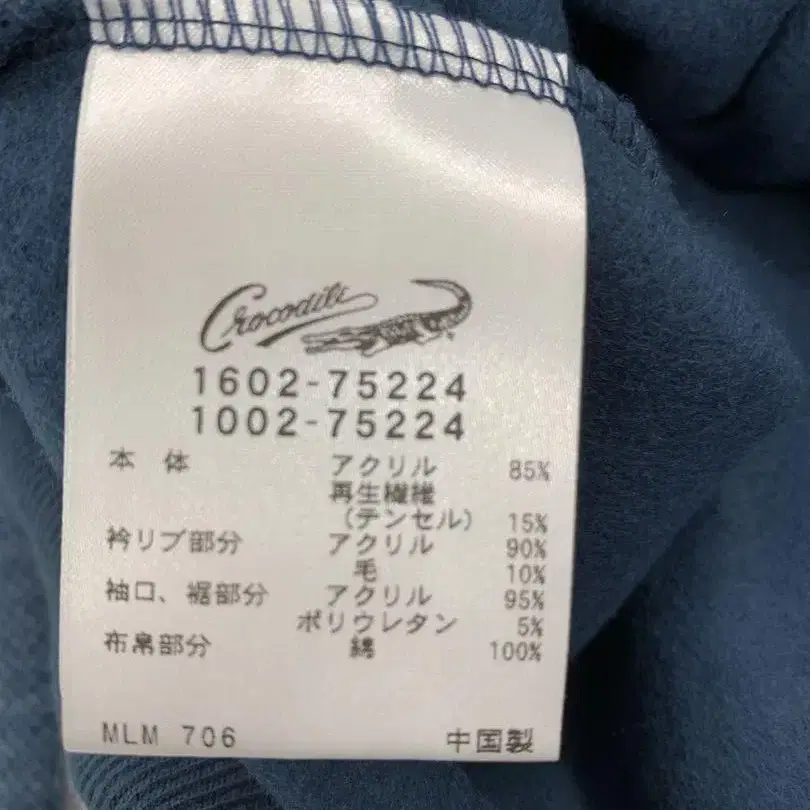 Crocodile
1602-75224
1002-75224
本 体 アクリル 85%
再生繊維
(テンセル) 15%
衿リブ部分 アクリル 90%
毛 10%
袖口、裾部分 アクリル 95%
ポリウレタン 5%
布帛部分 綿 100%
MLM 706 中国製